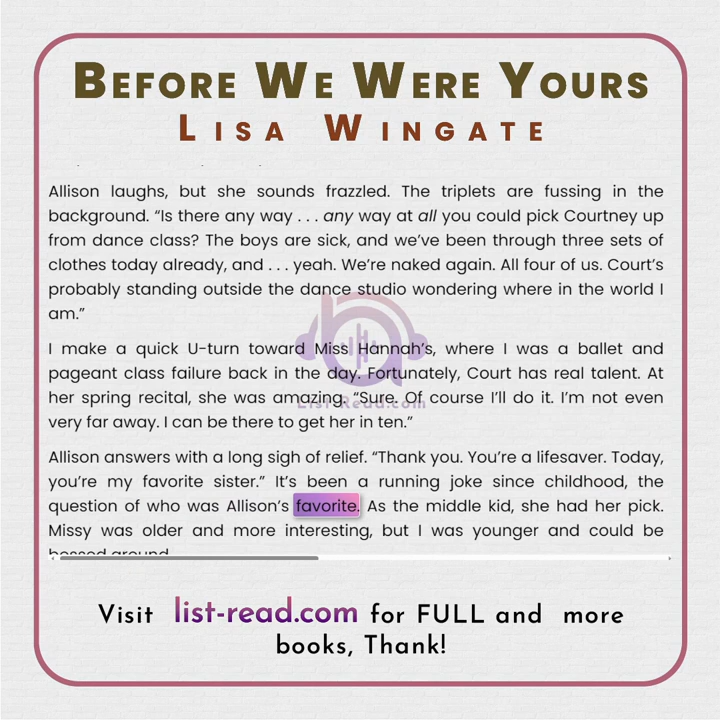 BEFORE WE WERE YOURS
LISA WINGATE
Allison laughs, but she sounds frazzled. The triplets are fussing in the
background. “Is there any way . . . any way at all you could pick Courtney up
from dance class? The boys are sick, and we’ve been through three sets of
clothes today already, and . . . yeah. We’re naked again. All four of us. Court’s
probably standing outside the dance studio wondering where in the world I
am.”
I make a quick U-turn toward Miss Hannah’s, where I was a ballet and
pageant class failure back in the day. Fortunately, Court has real talent. At
her spring recital, she was amazing. “Sure. Of course I’ll do it. I’m not even
List-Read.com
very far away. I can be there to get her in ten.”
Allison answers with a long sigh of relief. “Thank you. You’re a lifesaver. Today,
you’re my favorite sister.” It’s been a running joke since childhood, the
question of who was Allison’s favorite. As the middle kid, she had her pick.
Missy was older and more interesting, but I was younger and could be
bossed around.
Visit list-read.com for FULL and more
books, Thank!